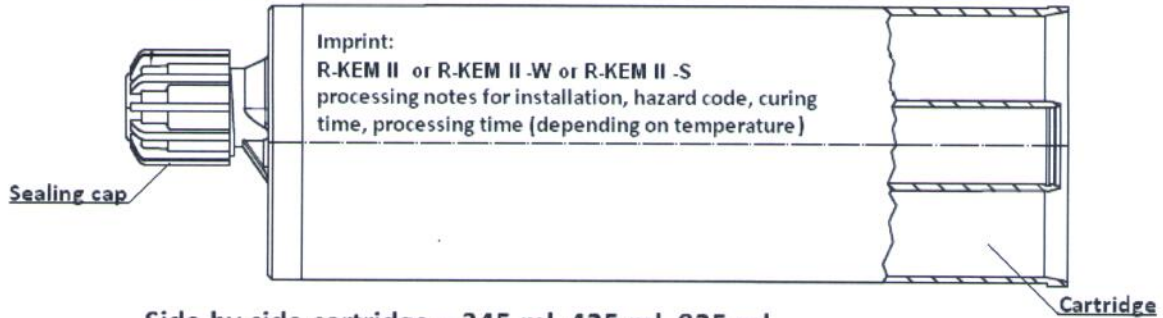 Imprint:
R-KEM II or R-KEM II -W or R-KEM II -S
processing notes for installation, hazard code, curing
time, processing time (depending on temperature)
Sealing cap
Cartridge